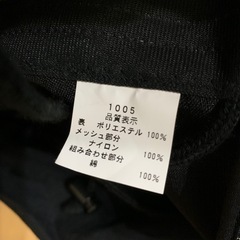 1005
品質表示
表 ポリエステル 100%
メッシュ部分
ナイロン 100%
組み合わせ部分
綿 100%